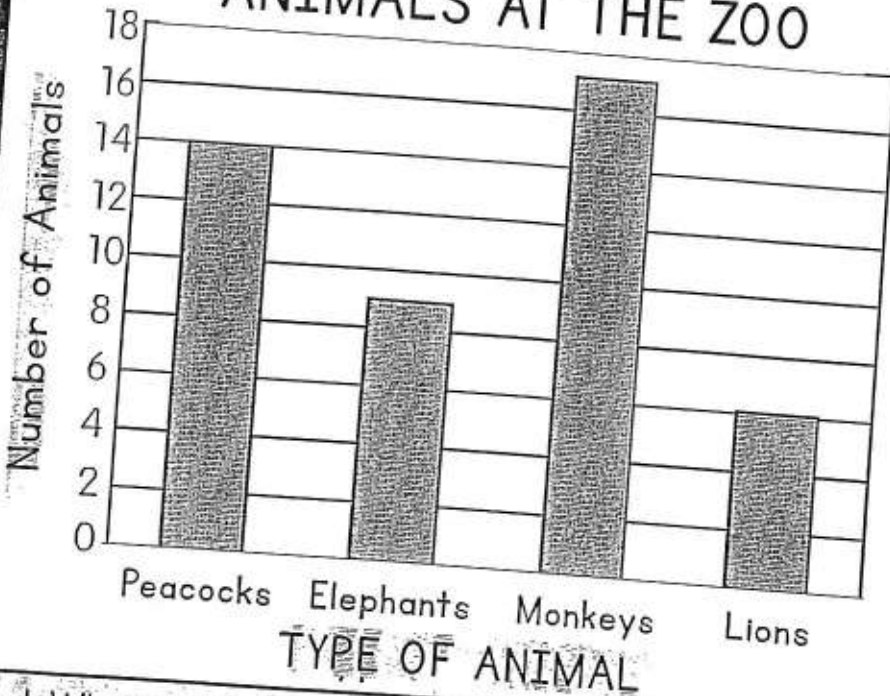 ANIMALS AT THE ZOO
18
16
14
12
10
8
6
4
2
0
Number of Animals
Peacocks Elephants Monkeys Lions
TYPE OF ANIMAL